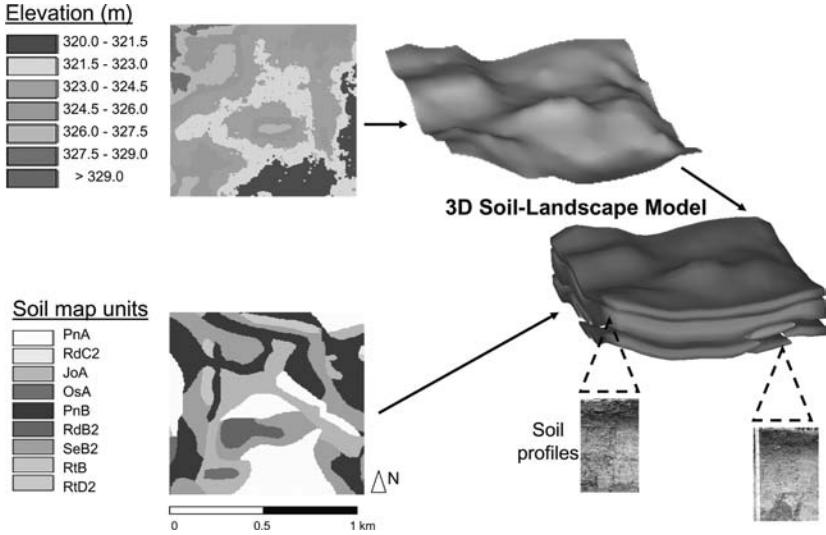 Elevation (m)
320.0 - 321.5
321.5 - 323.0
323.0 - 324.5
324.5 - 326.0
326.0 - 327.5
327.5 - 329.0
> 329.0
3D Soil-Landscape Model
Soil map units
PnA
RdC2
JoA
OsA
PnB
RdB2
SeB2
RtB
RtD2
N
0 0.5 1 km
Soil
profiles